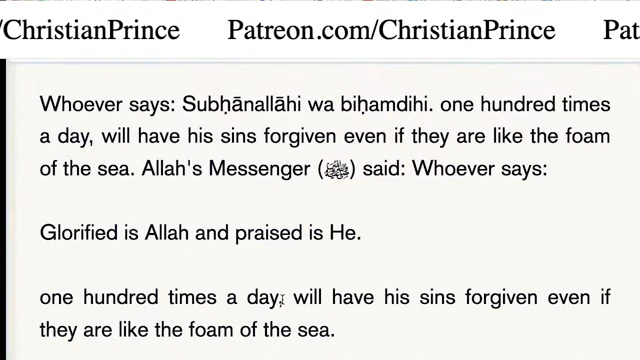 /ChristianPrince Patreon.com/ChristianPrince Pat
Whoever says: Subḥānallāhi wa biḥamdihi. one hundred times
a day, will have his sins forgiven even if they are like the foam
of the sea. Allah's Messenger (ﷺ) said: Whoever says:
Glorified is Allah and praised is He.
one hundred times a day, will have his sins forgiven even if
they are like the foam of the sea.